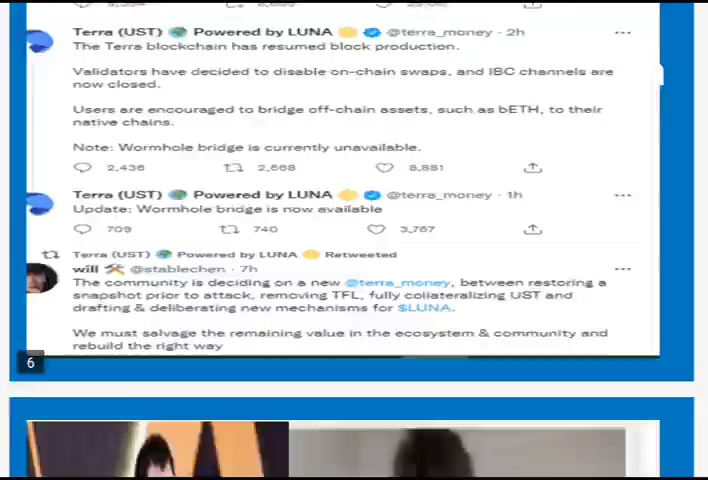 Terra (UST) 🌍 Powered by LUNA 🌕 @terra_money · 2h
The Terra blockchain has resumed block production.
Validators have decided to disable on-chain swaps, and IBC channels are
now closed.
Users are encouraged to bridge off-chain assets, such as bETH, to their
native chains.
Note: Wormhole bridge is currently unavailable.
2,436 2,668 8,881
Terra (UST) 🌍 Powered by LUNA 🌕 @terra_money · 1h
Update: Wormhole bridge is now available
709 740 3,767
Terra (UST) 🌍 Powered by LUNA 🌕 Retweeted
will 🛠 @stablechen · 7h
The community is deciding on a new @terra_money, between restoring a
snapshot prior to attack, removing TFL, fully collateralizing UST and
drafting & deliberating new mechanisms for $LUNA.
We must salvage the remaining value in the ecosystem & community and
rebuild the right way
6